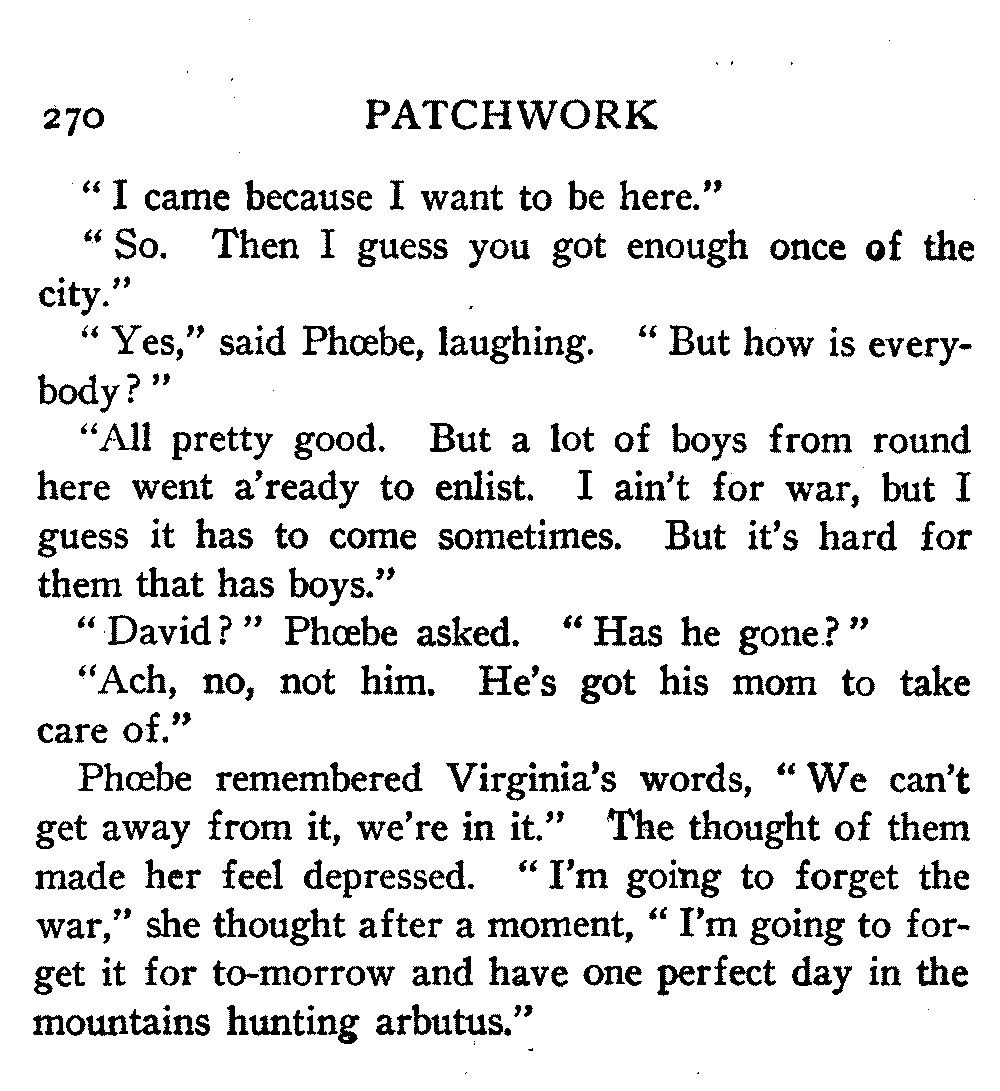 270 PATCHWORK
“ I came because I want to be here.”
“ So. Then I guess you got enough once of the
city.”
“ Yes,” said Phœbe, laughing. “ But how is every-
body? ”
“All pretty good. But a lot of boys from round
here went a’ready to enlist. I ain’t for war, but I
guess it has to come sometimes. But it’s hard for
them that has boys.”
“ David? ” Phœbe asked. “ Has he gone? ”
“Ach, no, not him. He’s got his mom to take
care of.”
Phœbe remembered Virginia’s words, “ We can’t
get away from it, we’re in it.” The thought of them
made her feel depressed. “ I’m going to forget the
war,” she thought after a moment, “ I’m going to for-
get it for to-morrow and have one perfect day in the
mountains hunting arbutus.”